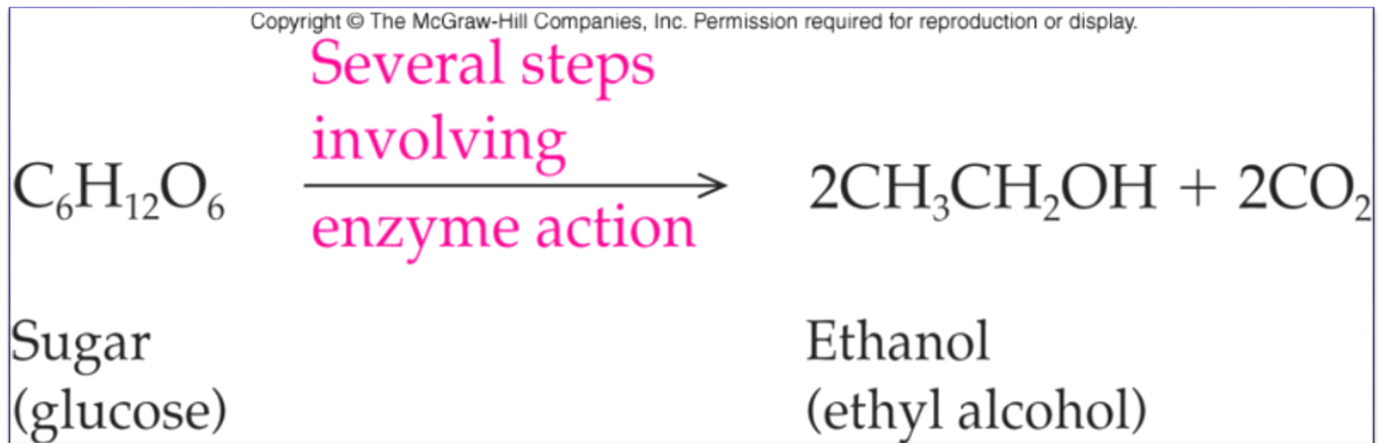 Copyright © The McGraw-Hill Companies, Inc. Permission required for reproduction or display.
Several steps
involving
C₆H₁₂O₆ ⟶ 2CH₃CH₂OH + 2CO₂
enzyme action
Sugar Ethanol
(glucose) (ethyl alcohol)